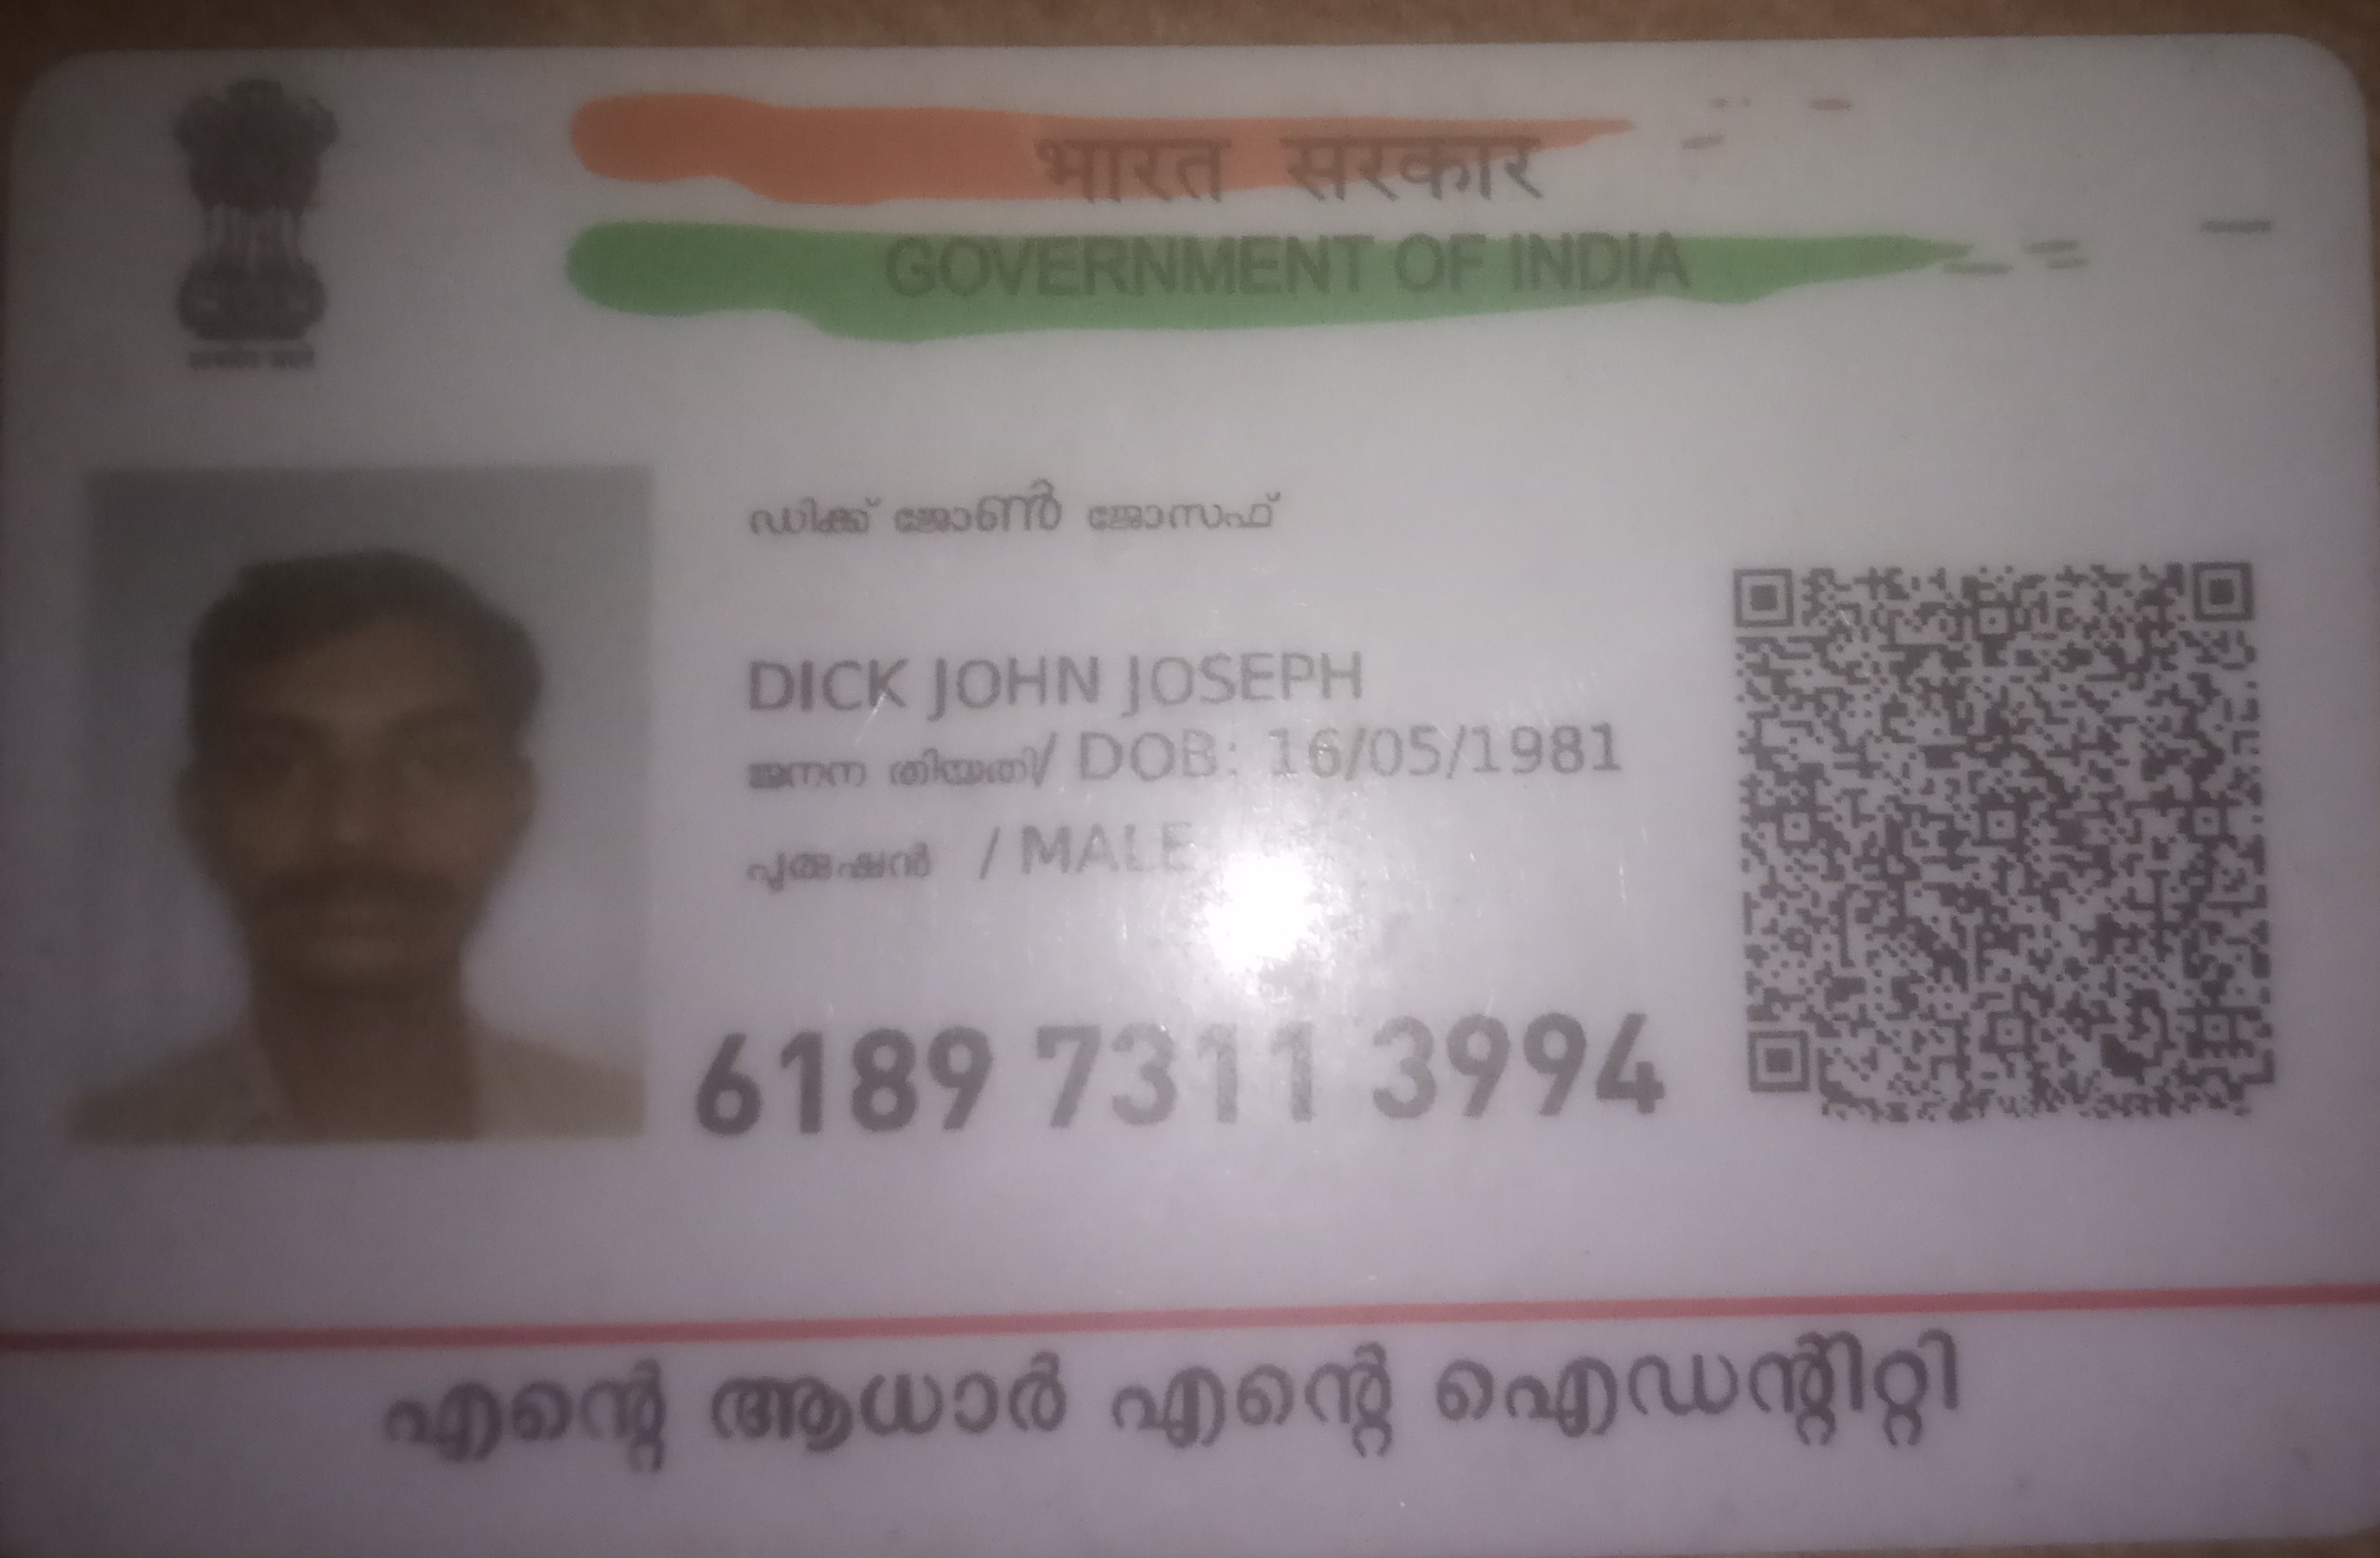 भारत सरकार
GOVERNMENT OF INDIA
ഡിക്ക് ജോൺ ജോസഫ്
DICK JOHN JOSEPH
ജനന തിയതി/ DOB: 16/05/1981
പുരുഷൻ / MALE
6189 7311 3994
എന്റെ ആധാർ എന്റെ ഐഡന്റിറ്റി